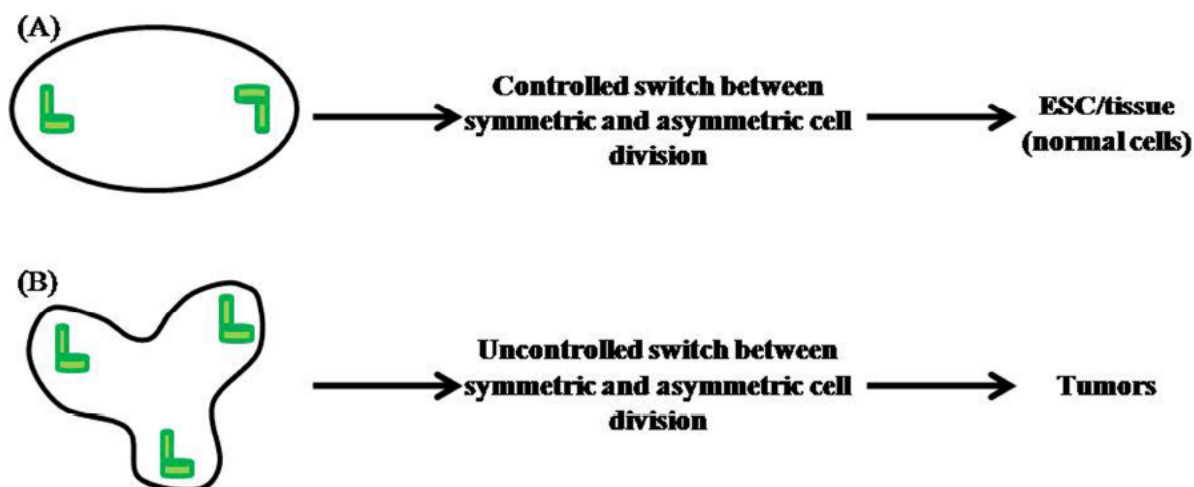 (A)
Controlled switch between
symmetric and asymmetric cell
division
ESC/tissue
(normal cells)
(B)
Uncontrolled switch between
symmetric and asymmetric cell
division
Tumors